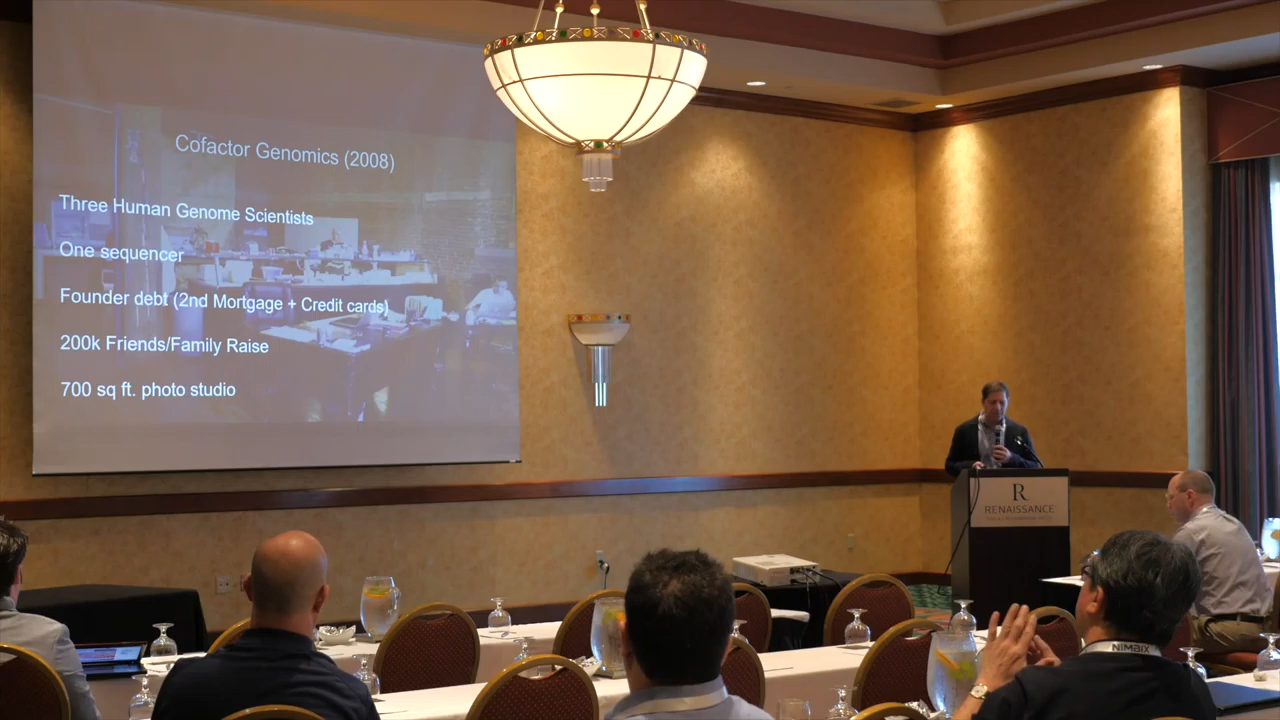 Cofactor Genomics (2008)
Three Human Genome Scientists
One sequencer
Founder debt (2nd Mortgage + Credit cards)
200k Friends/Family Raise
700 sq ft. photo studio
R
RENAISSANCE
NIMBIX